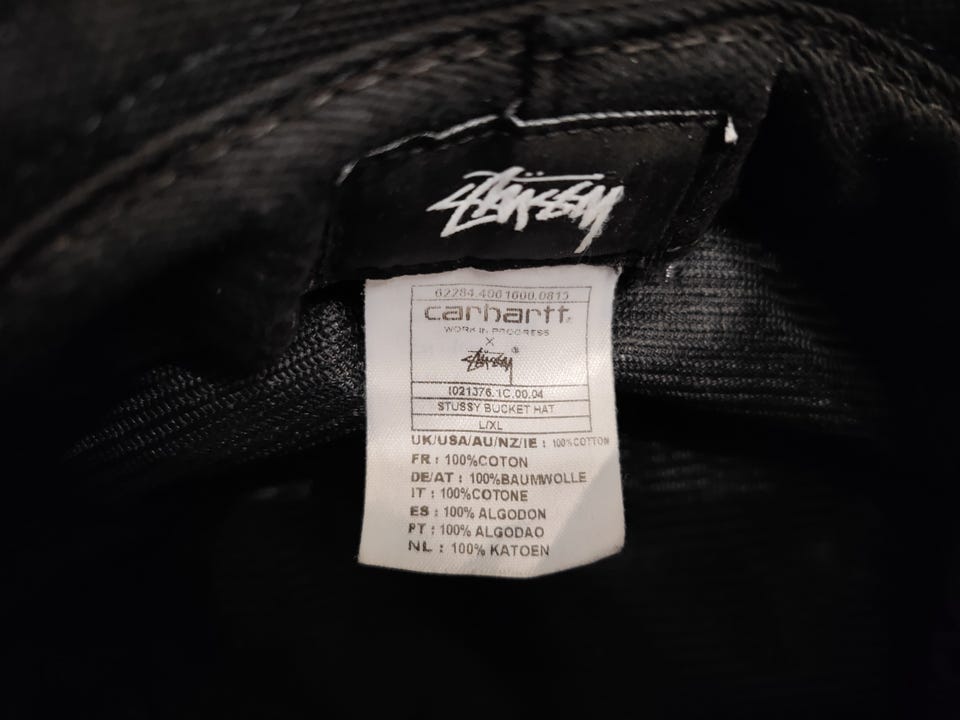 STÜSSY
62284.4001600.0815
carhartt
WORK IN PROGRESS
X
STÜSSY®
I021376.1C.00.04
STUSSY BUCKET HAT
L/XL
UK/USA/AU/NZ/IE : 100%COTTON
FR : 100%COTON
DE/AT : 100%BAUMWOLLE
IT : 100%COTONE
ES : 100% ALGODON
PT : 100% ALGODAO
NL : 100% KATOEN